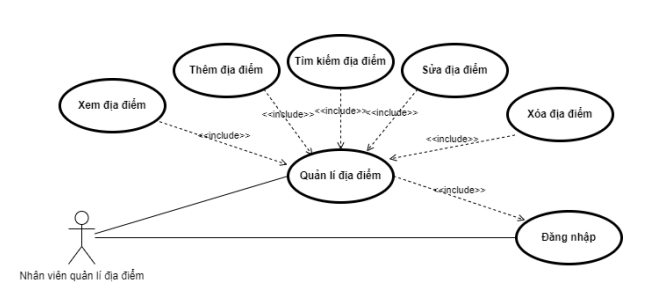 Tìm kiếm địa điểm
Thêm địa điểm
Sửa địa điểm
Xem địa điểm
Xóa địa điểm
<<include>>
<<include>>
<<include>>
<<include>>
<<include>>
Quản lí địa điểm
<<include>>
Đăng nhập
Nhân viên quản lí địa điểm